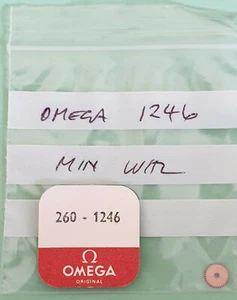 OMEGA 1246
MIN WHL
260 - 1246
Ω
OMEGA
ORIGINAL